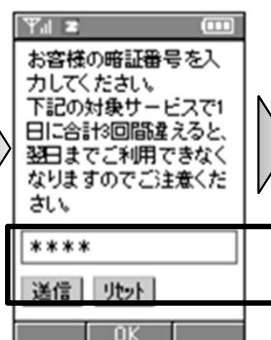 お客様の暗証番号を入
力してください。
下記の対象サービスで1
日に合計3回間違えると、
翌日までご利用できなく
なりますのでご注意くだ
さい。
****
送信 リセット
OK